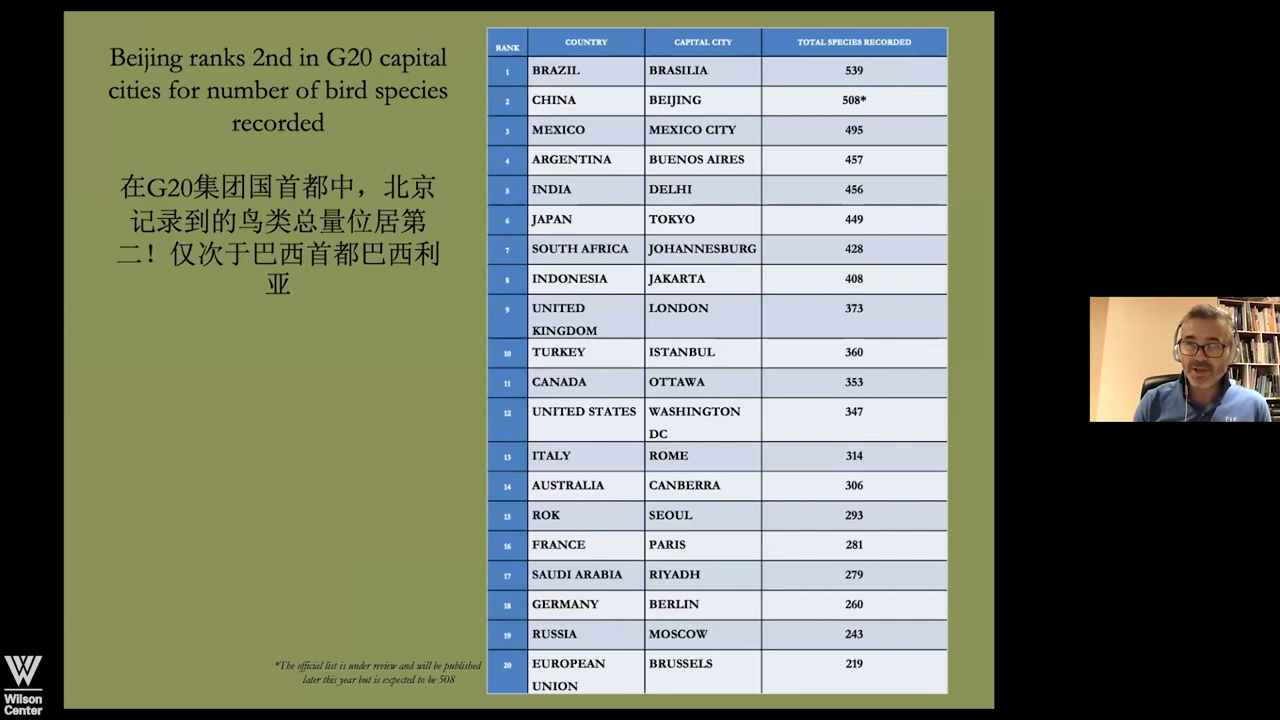 Beijing ranks 2nd in G20 capital
cities for number of bird species
recorded
在G20集团国首都中，北京
记录到的鸟类总量位居第
二！仅次于巴西首都巴西利
亚
RANK COUNTRY CAPITAL CITY TOTAL SPECIES RECORDED
1 BRAZIL BRASILIA 539
2 CHINA BEIJING 508*
3 MEXICO MEXICO CITY 495
4 ARGENTINA BUENOS AIRES 457
5 INDIA DELHI 456
6 JAPAN TOKYO 449
7 SOUTH AFRICA JOHANNESBURG 428
8 INDONESIA JAKARTA 408
9 UNITED LONDON 373
KINGDOM
10 TURKEY ISTANBUL 360
11 CANADA OTTAWA 353
12 UNITED STATES WASHINGTON 347
DC
13 ITALY ROME 314
14 AUSTRALIA CANBERRA 306
15 ROK SEOUL 293
16 FRANCE PARIS 281
17 SAUDI ARABIA RIYADH 279
18 GERMANY BERLIN 260
19 RUSSIA MOSCOW 243
20 EUROPEAN BRUSSELS 219
UNION
*The official list is under review and will be published
later this year but is expected to be 508
Wilson
Center